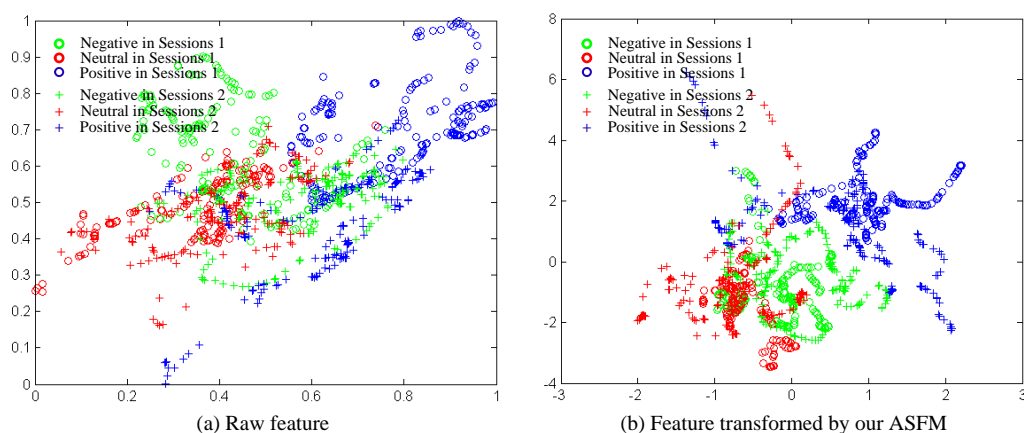 (a)
1
0.9
0.8
0.7
0.6
0.5
0.4
0.3
0.2
0.1
0
Negative in Sessions 1
Neutral in Sessions 1
Positive in Sessions 1
Negative in Sessions 2
Neutral in Sessions 2
Positive in Sessions 2
0 0.2 0.4 0.6 0.8 1
(a) Raw feature
(b)
8
6
4
2
0
-2
-4
Negative in Sessions 1
Neutral in Sessions 1
Positive in Sessions 1
Negative in Sessions 2
Neutral in Sessions 2
Positive in Sessions 2
-3 -2 -1 0 1 2 3
(b) Feature transformed by our ASFM